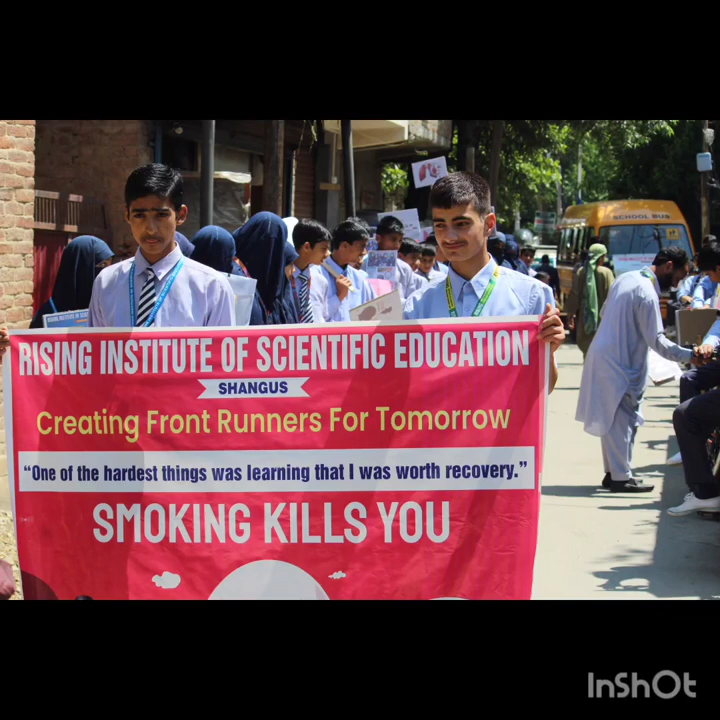 SCHOOL BUS
RISING INSTITUTE OF SCIENTIFIC EDUCATION
SHANGUS
Creating Front Runners For Tomorrow
“One of the hardest things was learning that I was worth recovery.”
SMOKING KILLS YOU
InShOt